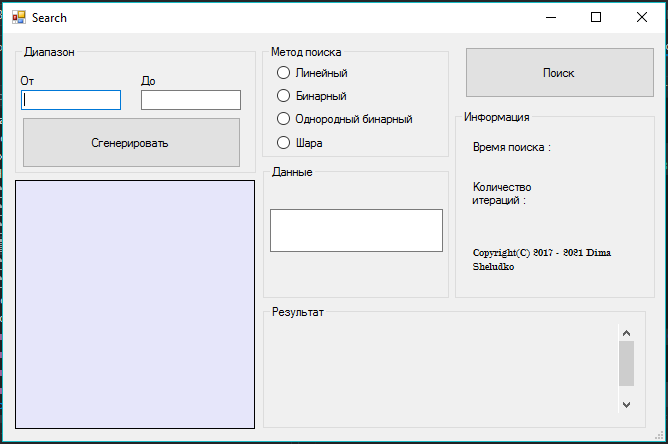 Search
Диапазон
От
До
Сгенерировать
Метод поиска
Линейный
Бинарный
Однородный бинарный
Шара
Данные
Результат
Поиск
Информация
Время поиска :
Количество
итераций :
Copyright(C) 2017 - 2021 Dima
Sheludko